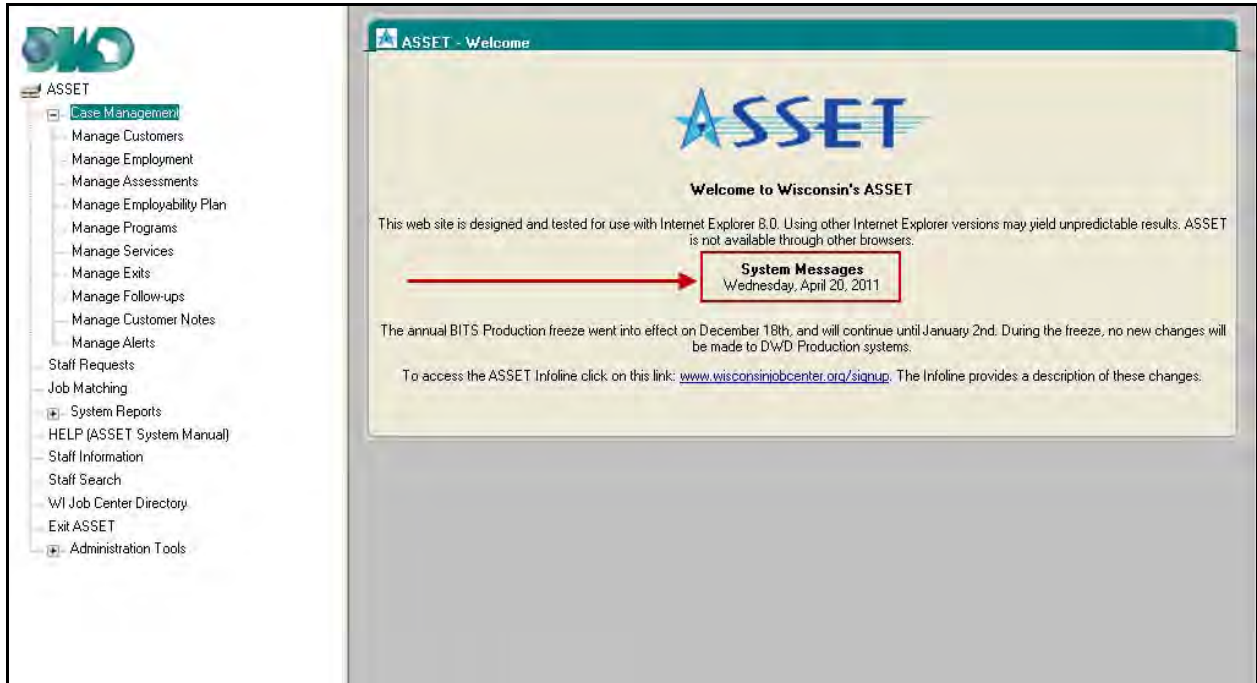 DWD
ASSET
Case Management
Manage Customers
Manage Employment
Manage Assessments
Manage Employability Plan
Manage Programs
Manage Services
Manage Exits
Manage Follow-ups
Manage Customer Notes
Manage Alerts
Staff Requests
Job Matching
System Reports
HELP (ASSET System Manual)
Staff Information
Staff Search
WI Job Center Directory
Exit ASSET
Administration Tools
ASSET - Welcome
ASSET
Welcome to Wisconsin's ASSET
This web site is designed and tested for use with Internet Explorer 8.0. Using other Internet Explorer versions may yield unpredictable results. ASSET
is not available through other browsers.
System Messages
Wednesday, April 20, 2011
The annual BITS Production freeze went into effect on December 18th, and will continue until January 2nd. During the freeze, no new changes will
be made to DWD Production systems.
To access the ASSET Infoline click on this link: www.wisconsinjobcenter.org/signup. The Infoline provides a description of these changes.